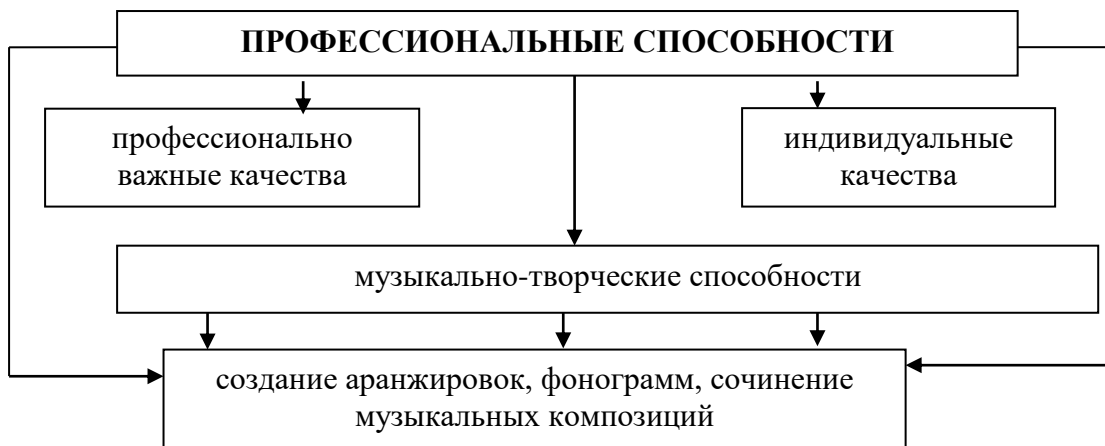 ПРОФЕССИОНАЛЬНЫЕ СПОСОБНОСТИ
профессионально
важные качества
индивидуальные
качества
музыкально-творческие способности
создание аранжировок, фонограмм, сочинение
музыкальных композиций